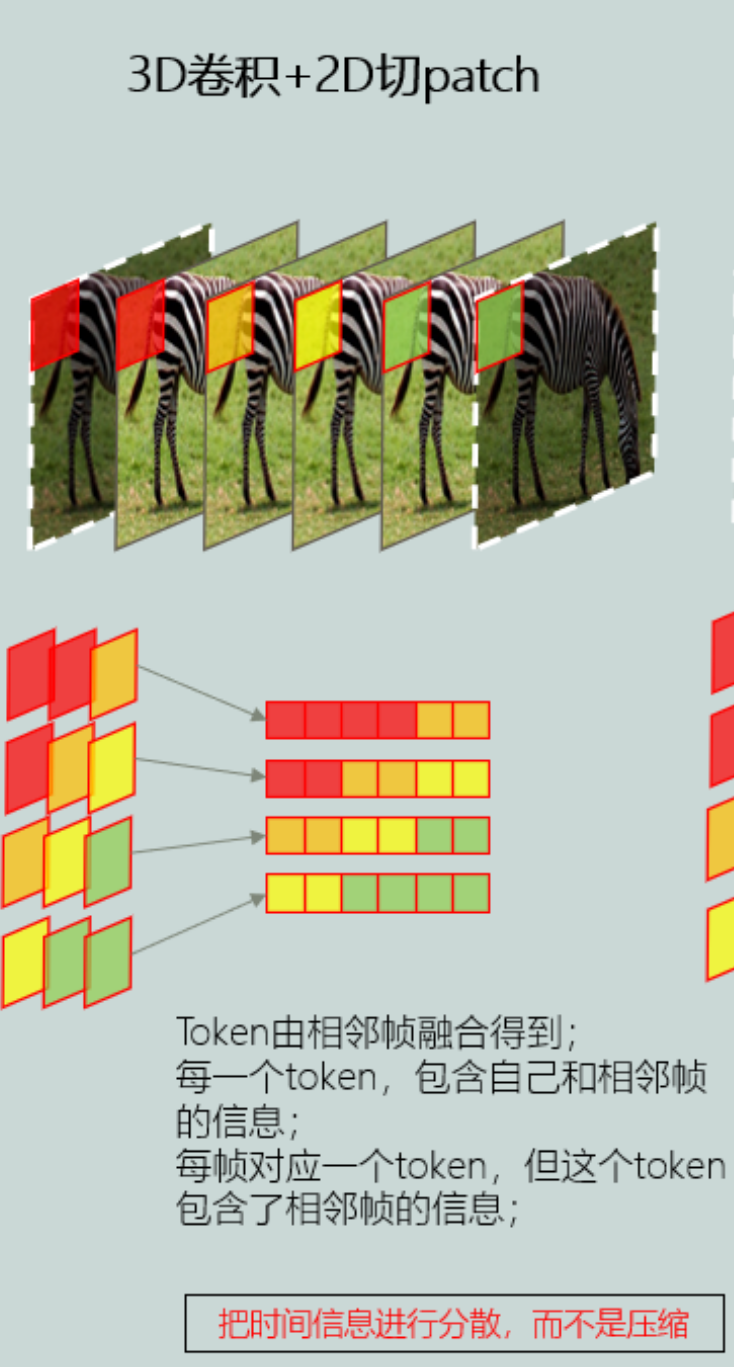 3D卷积+2D切patch
Token由相邻帧融合得到；
每一个token，包含自己和相邻帧
的信息；
每帧对应一个token，但这个token
包含了相邻帧的信息；
把时间信息进行分散，而不是压缩